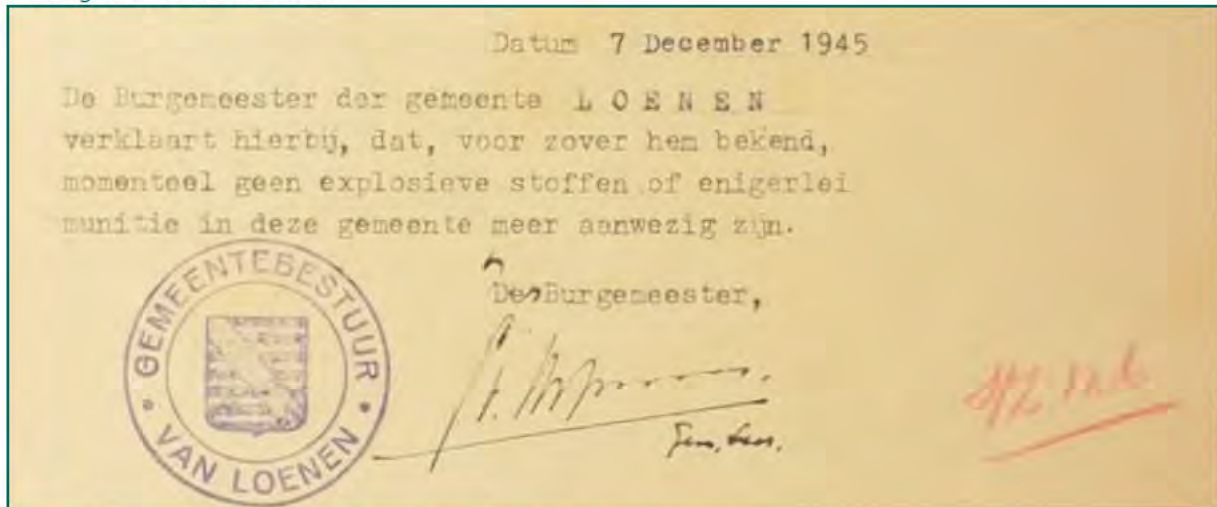 Datum 7 December 1945
De Burgemeester der gemeente L O E N E N
verklaart hierbij, dat, voor zover hem bekend,
momenteel geen explosieve stoffen of enigerlei
munitie in deze gemeente meer aanwezig zijn.
De Burgemeester,
GEMEENTEBESTUUR
VAN LOENEN